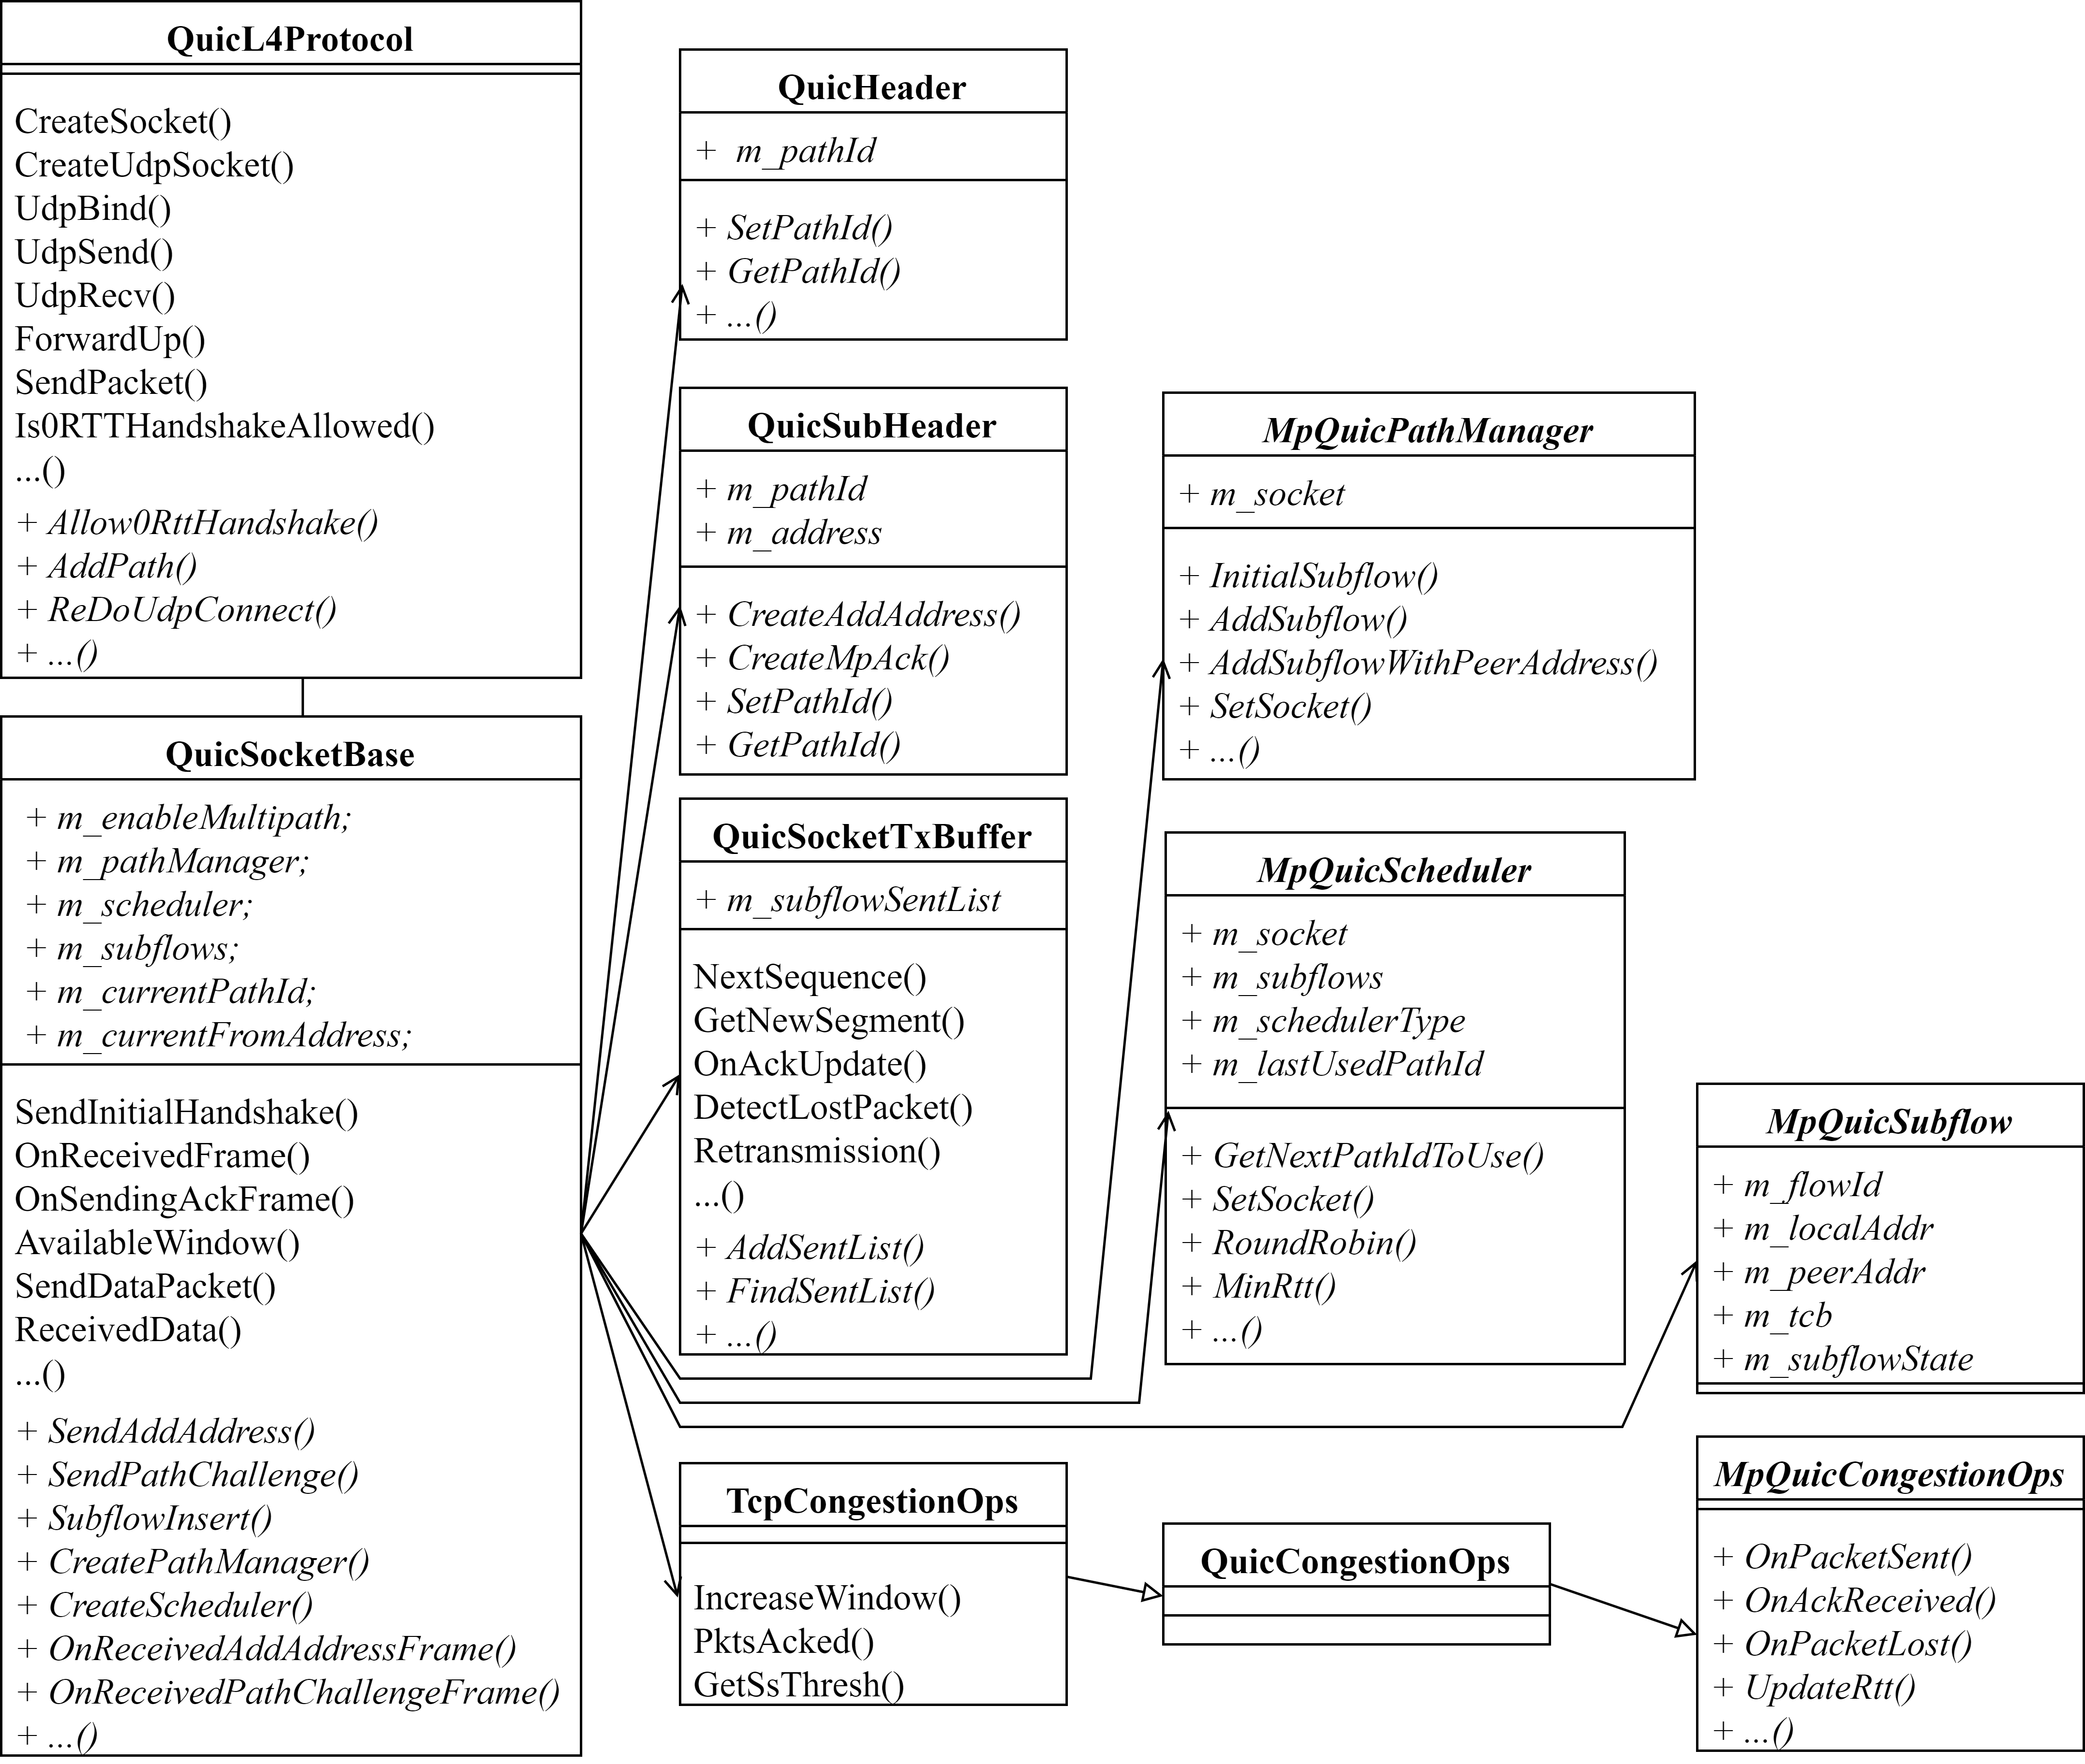 QuicL4Protocol
CreateSocket()
CreateUdpSocket()
UdpBind()
UdpSend()
UdpRecv()
ForwardUp()
SendPacket()
Is0RTTHandshakeAllowed()
...()
+ Allow0RttHandshake()
+ AddPath()
+ ReDoUdpConnect()
+ ...()
QuicSocketBase
+ m_enableMultipath;
+ m_pathManager;
+ m_scheduler;
+ m_subflows;
+ m_currentPathId;
+ m_currentFromAddress;
SendInitialHandshake()
OnReceivedFrame()
OnSendingAckFrame()
AvailableWindow()
SendDataPacket()
ReceivedData()
...()
+ SendAddAddress()
+ SendPathChallenge()
+ SubflowInsert()
+ CreatePathManager()
+ CreateScheduler()
+ OnReceivedAddAddressFrame()
+ OnReceivedPathChallengeFrame()
+ ...()
QuicHeader
+ m_pathId
+ SetPathId()
+ GetPathId()
+ ...()
QuicSubHeader
+ m_pathId
+ m_address
+ CreateAddAddress()
+ CreateMpAck()
+ SetPathId()
+ GetPathId()
QuicSocketTxBuffer
+ m_subflowSentList
NextSequence()
GetNewSegment()
OnAckUpdate()
DetectLostPacket()
Retransmission()
...()
+ AddSentList()
+ FindSentList()
+ ...()
TcpCongestionOps
IncreaseWindow()
PktsAcked()
GetSsThresh()
MpQuicPathManager
+ m_socket
+ InitialSubflow()
+ AddSubflow()
+ AddSubflowWithPeerAddress()
+ SetSocket()
+ ...()
MpQuicScheduler
+ m_socket
+ m_subflows
+ m_schedulerType
+ m_lastUsedPathId
+ GetNextPathIdToUse()
+ SetSocket()
+ RoundRobin()
+ MinRtt()
+ ...()
QuicCongestionOps
MpQuicSubflow
+ m_flowId
+ m_localAddr
+ m_peerAddr
+ m_tcb
+ m_subflowState
MpQuicCongestionOps
+ OnPacketSent()
+ OnAckReceived()
+ OnPacketLost()
+ UpdateRtt()
+ ...()